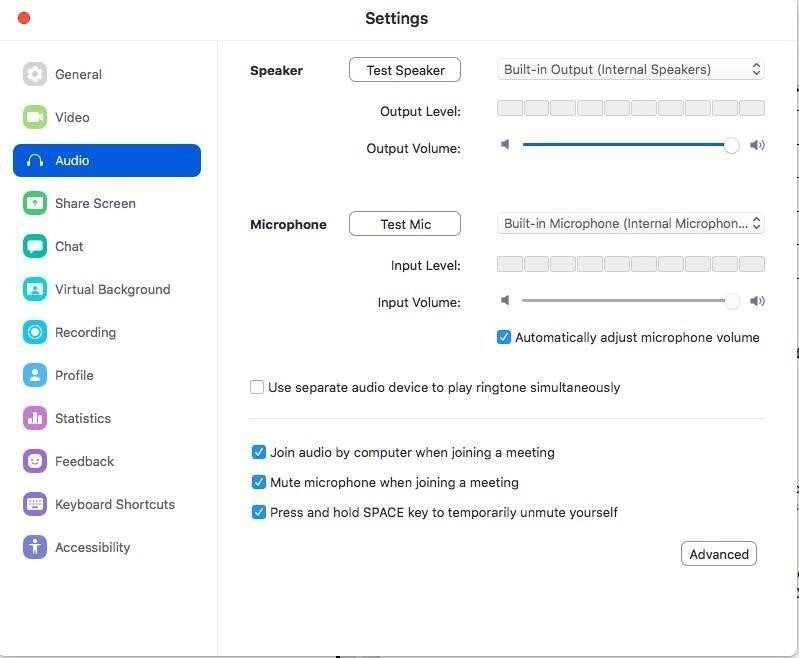 Settings
General
Video
Audio
Share Screen
Chat
Virtual Background
Recording
Profile
Statistics
Feedback
Keyboard Shortcuts
Accessibility
Speaker Test Speaker Built-in Output (Internal Speakers)
Output Level:
Output Volume:
Microphone Test Mic Built-in Microphone (Internal Microphon...
Input Level:
Input Volume:
Automatically adjust microphone volume
Use separate audio device to play ringtone simultaneously
Join audio by computer when joining a meeting
Mute microphone when joining a meeting
Press and hold SPACE key to temporarily unmute yourself
Advanced